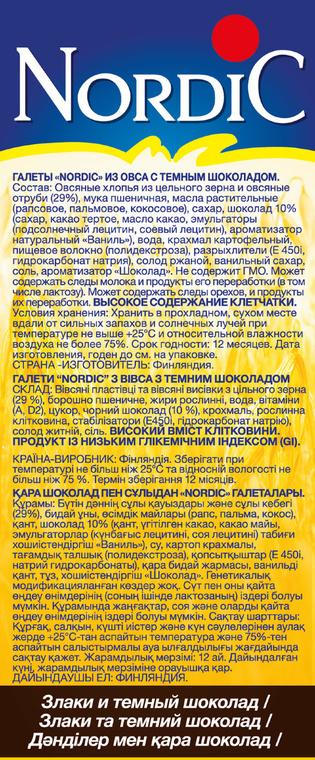 NORDIC
ГАЛЕТЫ «NORDIC» ИЗ ОВСА С ТЕМНЫМ ШОКОЛАДОМ.
Состав: Овсяные хлопья из цельного зерна и овсяные
отруби (29%), мука пшеничная, масла растительные
(рапсовое, пальмовое, кокосовое), сахар, шоколад 10%
(сахар, какао тертое, масло какао, эмульгаторы
(подсолнечный лецитин, соевый лецитин), ароматизатор
натуральный «Ваниль»), вода, крахмал картофельный,
пищевое волокно (полидекстроза), разрыхлители (E 450i,
гидрокарбонат натрия), солод ржаной, ванильный сахар,
соль, ароматизатор «Шоколад». Не содержит ГМО. Может
содержать следы молока и продукты его переработки (в том
числе лактозу). Может содержать следы орехов, и продукты
их переработки. ВЫСОКОЕ СОДЕРЖАНИЕ КЛЕТЧАТКИ.
Условия хранения: Хранить в прохладном, сухом месте
вдали от сильных запахов и солнечных лучей при
температуре не выше +25°С и относительной влажности
воздуха не более 75%. Срок годности: 12 месяцев. Дата
изготовления, годен до см. на упаковке.
СТРАНА -ИЗГОТОВИТЕЛЬ: Финляндия.
ГАЛЕТИ "NORDIC" З ВІВСА З ТЕМНИМ ШОКОЛАДОМ
СКЛАД: Вівсяні пластівці та вівсяні висівки з цільного зерна
(29 %), борошно пшеничне, жири рослинні, вода, вітаміни
(A, D2), цукор, чорний шоколад (10 %), крохмаль, рослинна
клітковина, стабілізатори (E450i, гідрокарбонат натрію),
солод житній, сіль. ВИСОКИЙ ВМІСТ КЛІТКОВИНИ.
ПРОДУКТ ІЗ НИЗЬКИМ ГЛІКЕМІЧНИМ ІНДЕКСОМ (GI).
КРАЇНА-ВИРОБНИК: Фінляндія. Зберігати при
температурі не більш ніж 25°С та відносній вологості не
більш ніж 75 %. Термін зберігання 12 місяців.
ҚАРА ШОКОЛАД ПЕН СҰЛЫДАН «NORDIC» ГАЛЕТАЛАРЫ.
Құрамы: Бүтін дәннің сұлы қауыздары және сұлы кебегі
(29%), бидай ұны, өсімдік майлары (рапс, пальма, кокос),
қант, шоколад 10% (қант, үгітілген какао, какао майы,
эмульгаторлар (күнбағыс лецитині, соя лецитині) табиғи
хошиістендіргіш «Ваниль»), су, картоп крахмалы,
тағамдық талшық (полидекстроза), қопсытқыштар (E 450i,
натрий гидрокарбонаты), қара бидай жармасы, ванильді
қант, тұз, хошиістендіргіш «Шоколад». Генетикалық
модификацияланған көздер жоқ. Сүт пен оны қайта
өңдеу өнімдерінің (соның ішінде лактозаның) іздері болуы
мүмкін. Құрамында жаңғақтар, соя және оларды қайта
өңдеу өнімдерінің іздері болуы мүмкін. Сақтау шарттары:
Құрғақ, салқын, күшті иістер және күн сәулелерінен аулақ
жерде +25°С-тан аспайтын температура және 75%-тен
аспайтын салыстырмалы ауа ылғалдылығы жағдайында
сақтау қажет. Жарамдылық мерзімі: 12 ай. Дайындалған
күні, жарамдылық мерзіміне орауышқа қар.
ДАЙЫНДАУШЫ ЕЛ: ФИНЛЯНДИЯ.
Злаки и темный шоколад /
Злаки та темний шоколад /
Дәнділер мен қара шоколад /